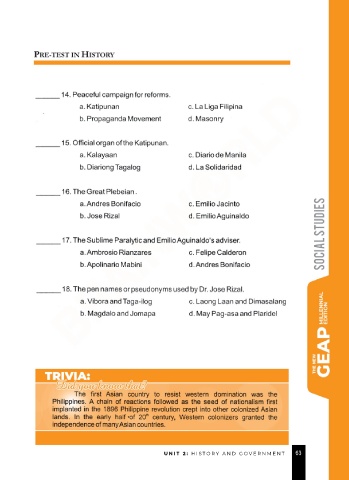 PRE-TEST IN HISTORY
______ 14. Peaceful campaign for reforms.
a. Katipunan c. La Liga Filipina
b. Propaganda Movement d. Masonry
______ 15. Official organ of the Katipunan.
a. Kalayaan c. Diario de Manila
b. Diariong Tagalog d. La Solidaridad
______ 16. The Great Plebeian .
a. Andres Bonifacio c. Emilio Jacinto
b. Jose Rizal d. Emilio Aguinaldo
______ 17. The Sublime Paralytic and Emilio Aguinaldo's adviser.
a. Ambrosio Rianzares c. Felipe Calderon
b. Apolinario Mabini d. Andres Bonifacio
______ 18. The pen names or pseudonyms used by Dr. Jose Rizal.
a. Vibora and Taga-ilog c. Laong Laan and Dimasalang
b. Magdalo and Jomapa d. May Pag-asa and Plaridel
SOCIAL STUDIES
THE NEW GEAP MILLENNIAL EDITION
TRIVIA:
Did you know that?
The first Asian country to resist western domination was the
Philippines. A chain of reactions followed as the seed of nationalism first
implanted in the 1896 Philippine revolution crept into other colonized Asian
lands. In the early half of 20th century, Western colonizers granted the
independence of many Asian countries.
UNIT 2: HISTORY AND GOVERNMENT 63